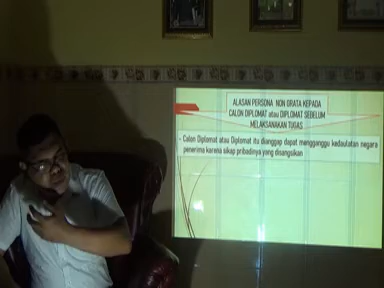 ALASAN PERSONA NON GRATA KEPADA
CALON DIPLOMAT atau DIPLOMAT SEBELUM
MELAKSANAKAN TUGAS
- Calon Diplomat atau Diplomat itu dianggap dapat mengganggu kedaulatan negara
penerima karena sikap pribadinya yang disangsikan